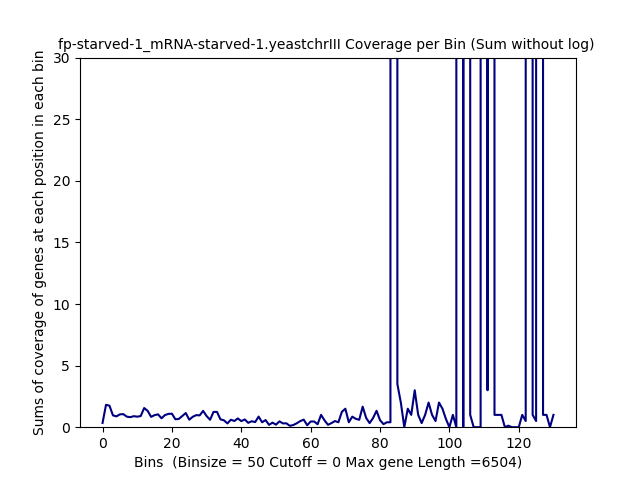 fp-starved-1_mRNA-starved-1.yeastchrIII Coverage per Bin (Sum without log)
Sums of coverage of genes at each position in each bin
30
25
20
15
10
5
0
0 20 40 60 80 100 120
Bins  (Binsize = 50 Cutoff = 0 Max gene Length =6504)